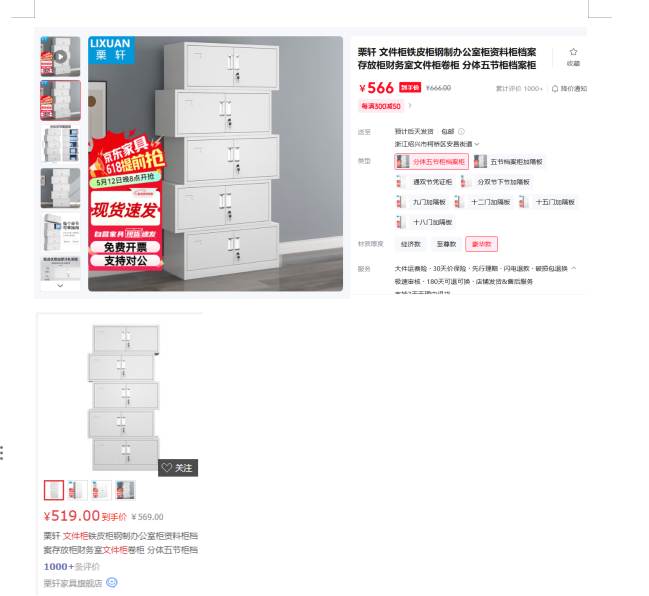 LIXUAN
栗 轩
京东家具
618提前抢
5月12日晚8点开抢
现货速发
自营家具 现货速发
免费开票
支持对公
栗轩 文件柜铁皮柜钢制办公室柜资料柜档案
存放柜财务室文件柜卷柜 分体五节柜档案柜
收藏
¥566 到手价 ¥666.00 累计评价 1000+ 降价通知
每满300减50
送至 预计后天发货 包邮
浙江绍兴市柯桥区安昌街道
类型 分体五节柜档案柜 五节档案柜加隔板
通双节凭证柜 分双节下节加隔板
九门加隔板 十二门加隔板 十五门加隔板
十八门加隔板
材质厚度 经济款 至尊款 豪华款
服务 大件运费险·30天价保险·先行理赔·闪电退款·破损包退换
极速审核·180天可退可换·店铺发货&售后服务
关注
¥519.00到手价 ¥569.00
栗轩 文件柜铁皮柜钢制办公室柜资料柜档
案存放柜财务室文件柜卷柜 分体五节柜档
1000+条评价
栗轩家具旗舰店